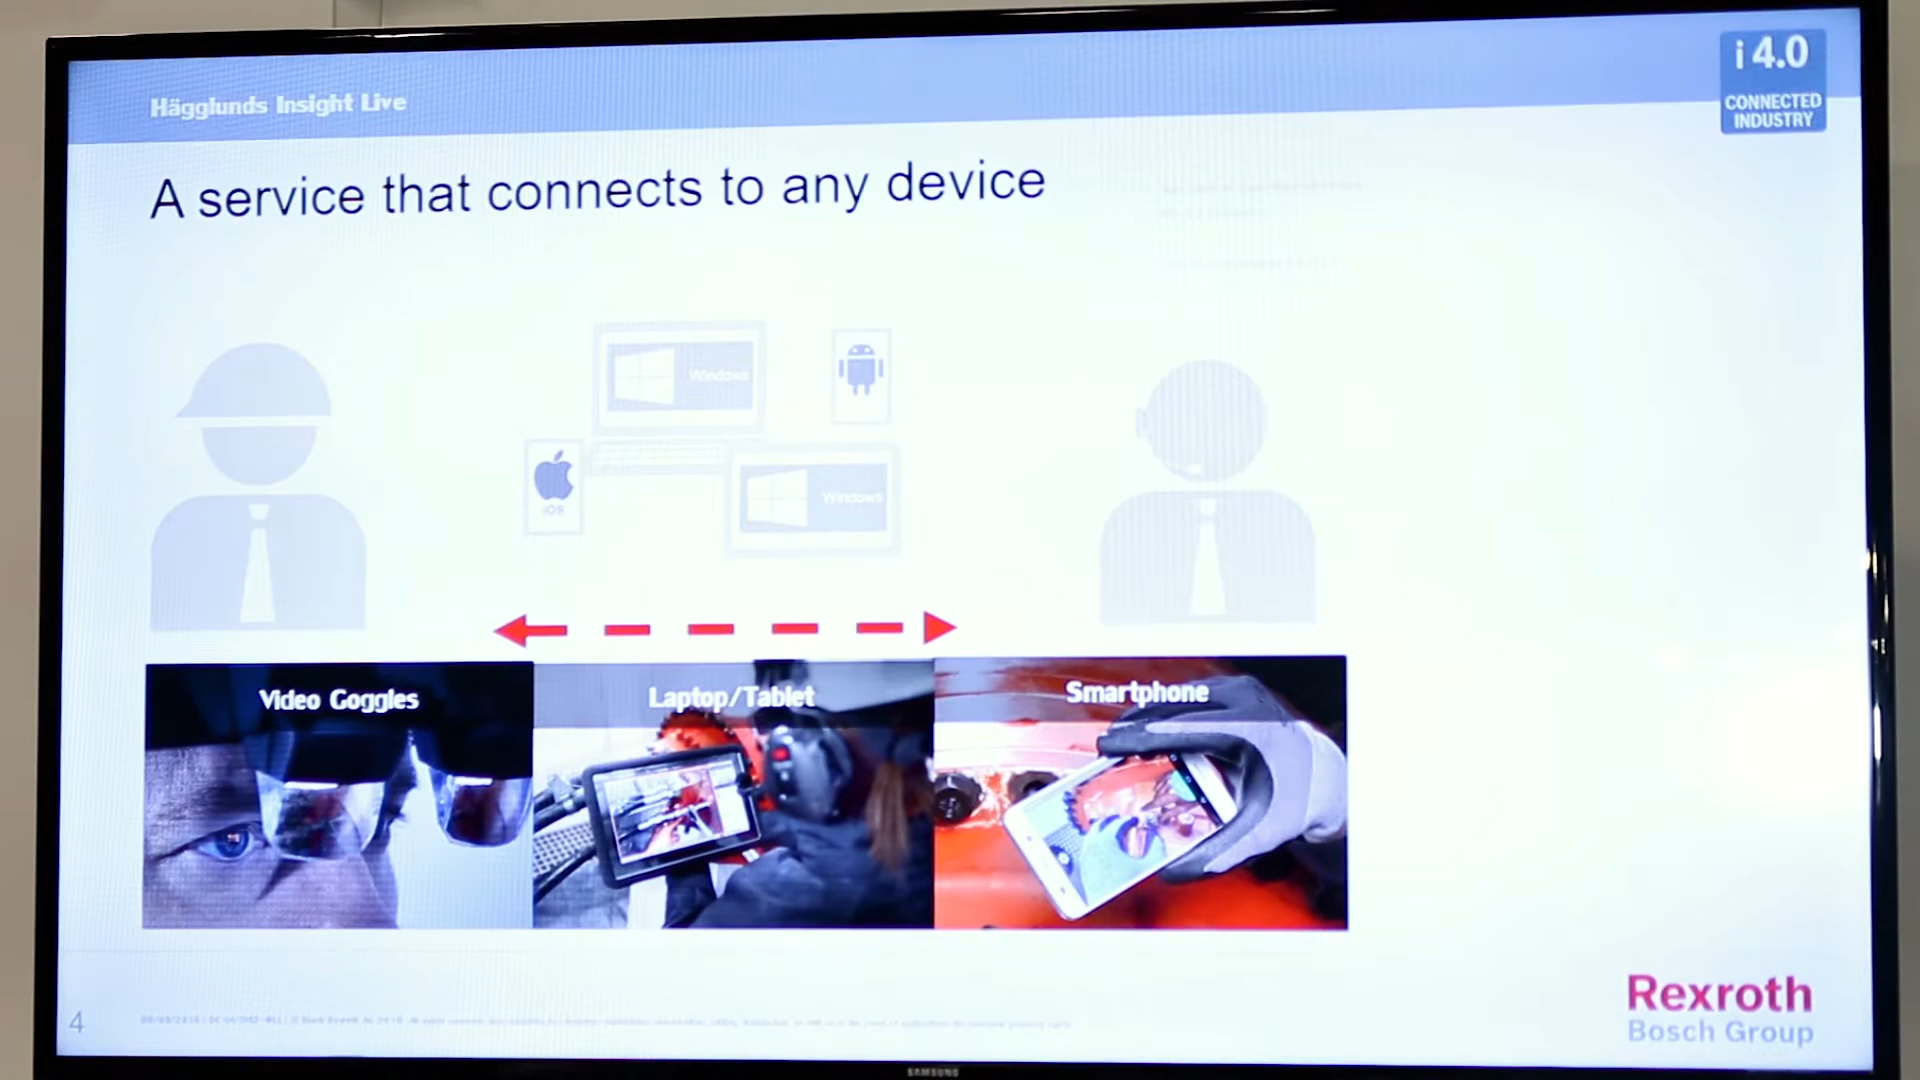 Hägglunds Insight Live
i 4.0
CONNECTED
INDUSTRY
A service that connects to any device
Windows
iOS
Windows
Video Goggles
Laptop/Tablet
Smartphone
4
Rexroth
Bosch Group
SAMSUNG